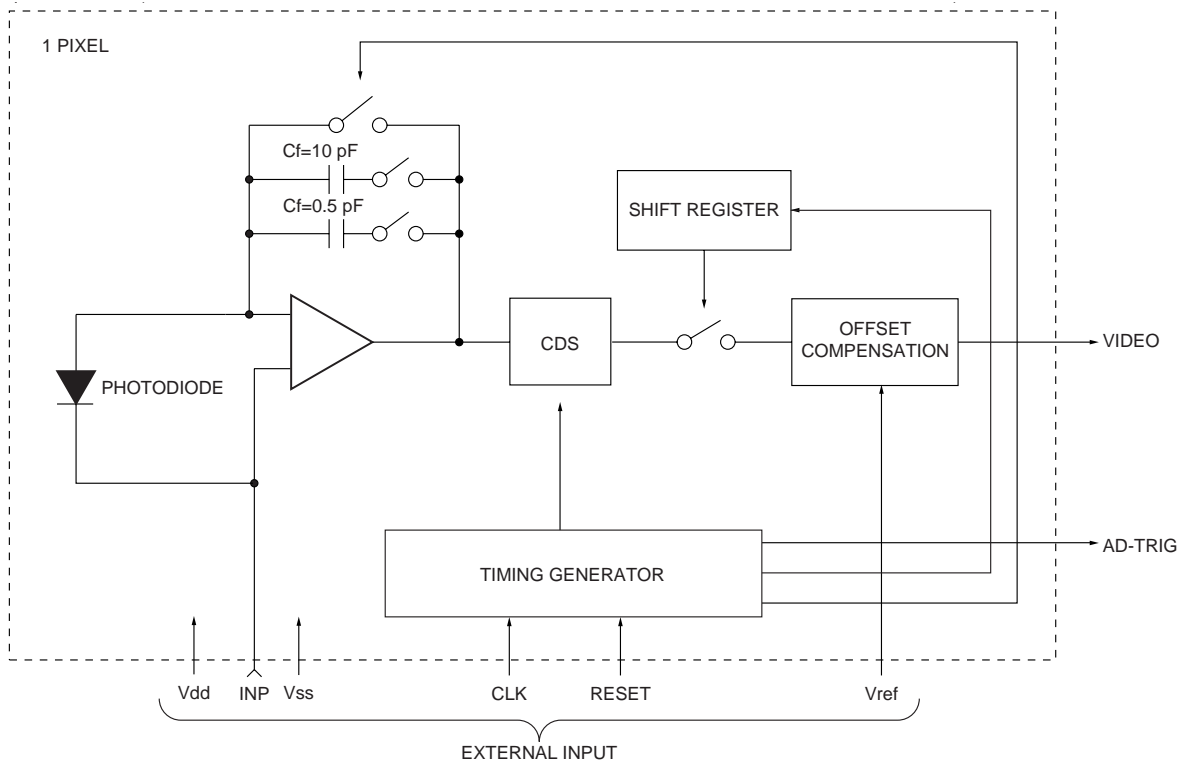 1 PIXEL
Cf=10 pF
Cf=0.5 pF
SHIFT REGISTER
PHOTODIODE
CDS
OFFSET
COMPENSATION
VIDEO
TIMING GENERATOR
AD-TRIG
Vdd INP Vss CLK RESET Vref
EXTERNAL INPUT